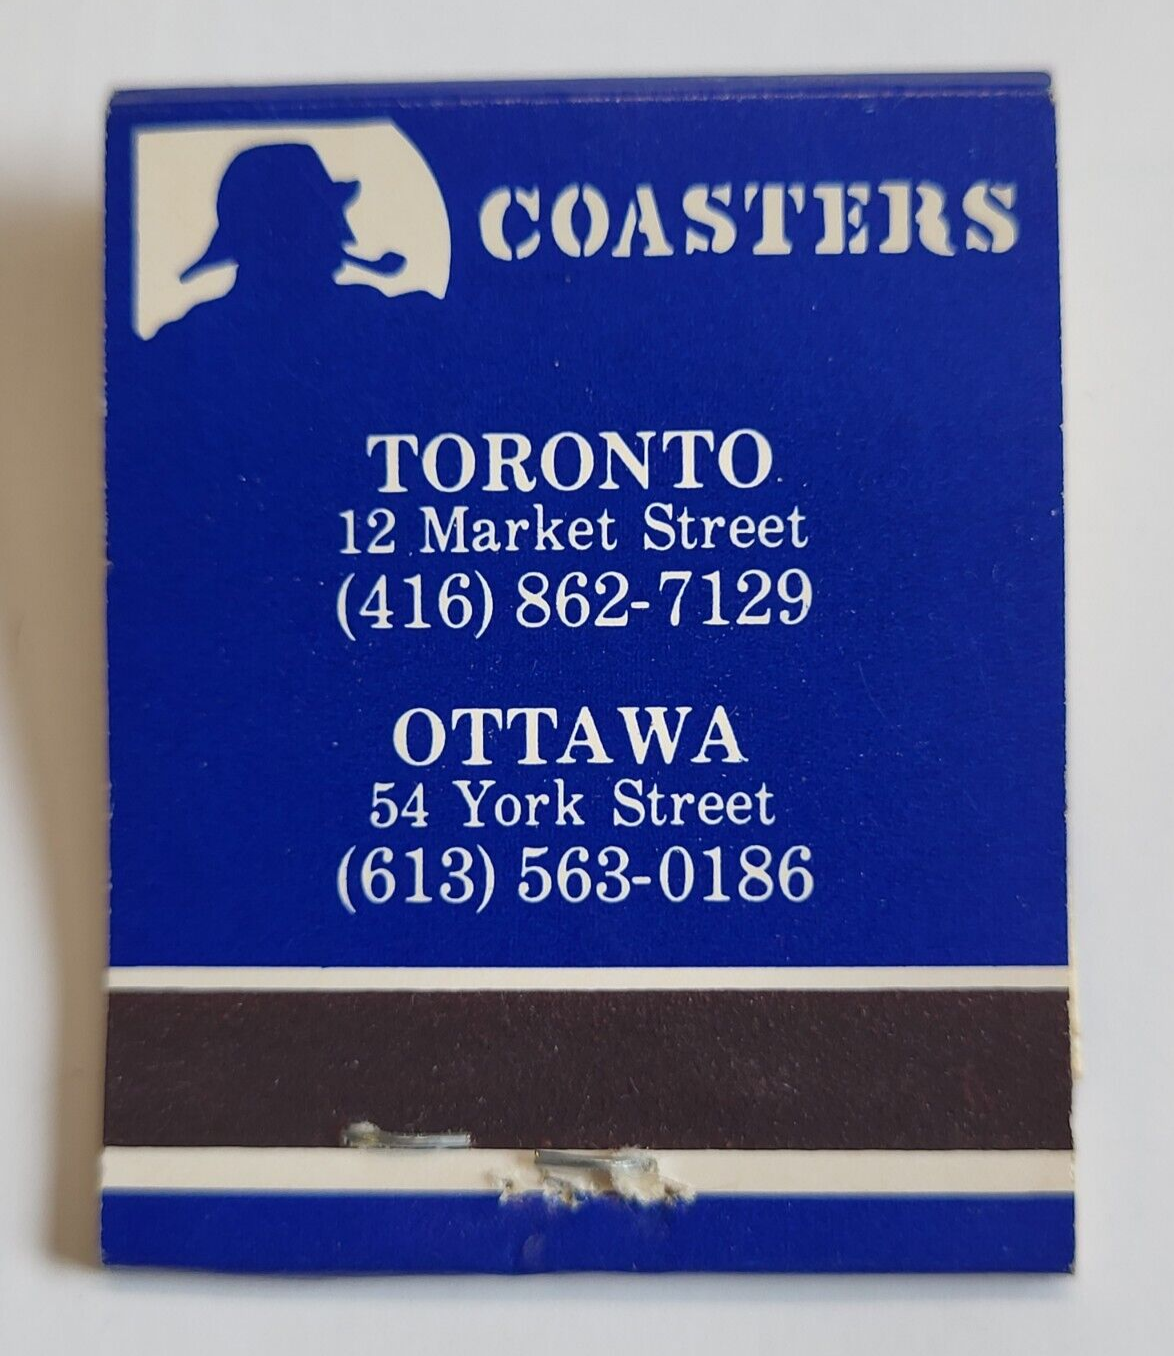 COASTERS
TORONTO
12 Market Street
(416) 862-7129
OTTAWA
54 York Street
(613) 563-0186